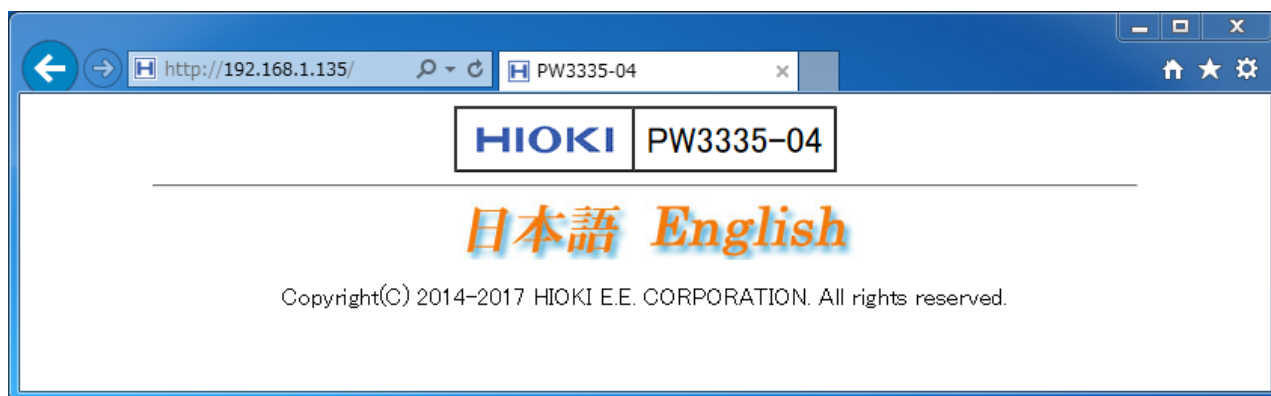 http://192.168.1.135/ PW3335-04
HIOKI PW3335-04
日本語 English
Copyright(C) 2014-2017 HIOKI E.E. CORPORATION. All rights reserved.